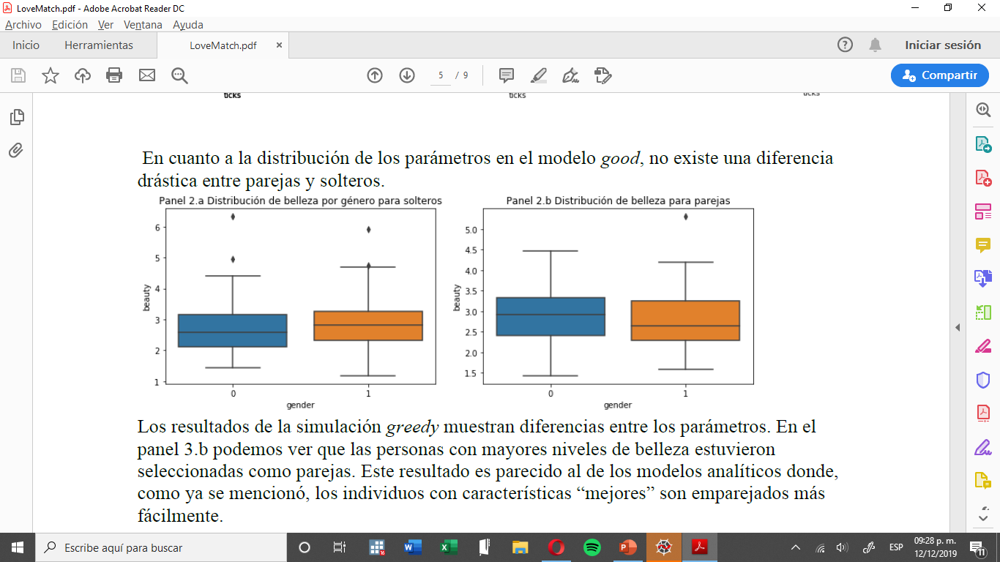 LoveMatch.pdf - Adobe Acrobat Reader DC
Archivo Edición Ver Ventana Ayuda
Inicio Herramientas LoveMatch.pdf × Iniciar sesión
5 / 9 Compartir
ticks ticks ticks
En cuanto a la distribución de los parámetros en el modelo good, no existe una diferencia
drástica entre parejas y solteros.
Panel 2.a Distribución de belleza por género para solteros
6
5
4
3
2
1
beauty
0 1
gender
Panel 2.b Distribución de belleza para parejas
5.0
4.5
4.0
3.5
3.0
2.5
2.0
1.5
beauty
0 1
gender
Los resultados de la simulación greedy muestran diferencias entre los parámetros. En el
panel 3.b podemos ver que las personas con mayores niveles de belleza estuvieron
seleccionadas como parejas. Este resultado es parecido al de los modelos analíticos donde,
como ya se mencionó, los individuos con características “mejores” son emparejados más
fácilmente.
Escribe aquí para buscar
16
ESP
09:28 p. m.
12/12/2019
11